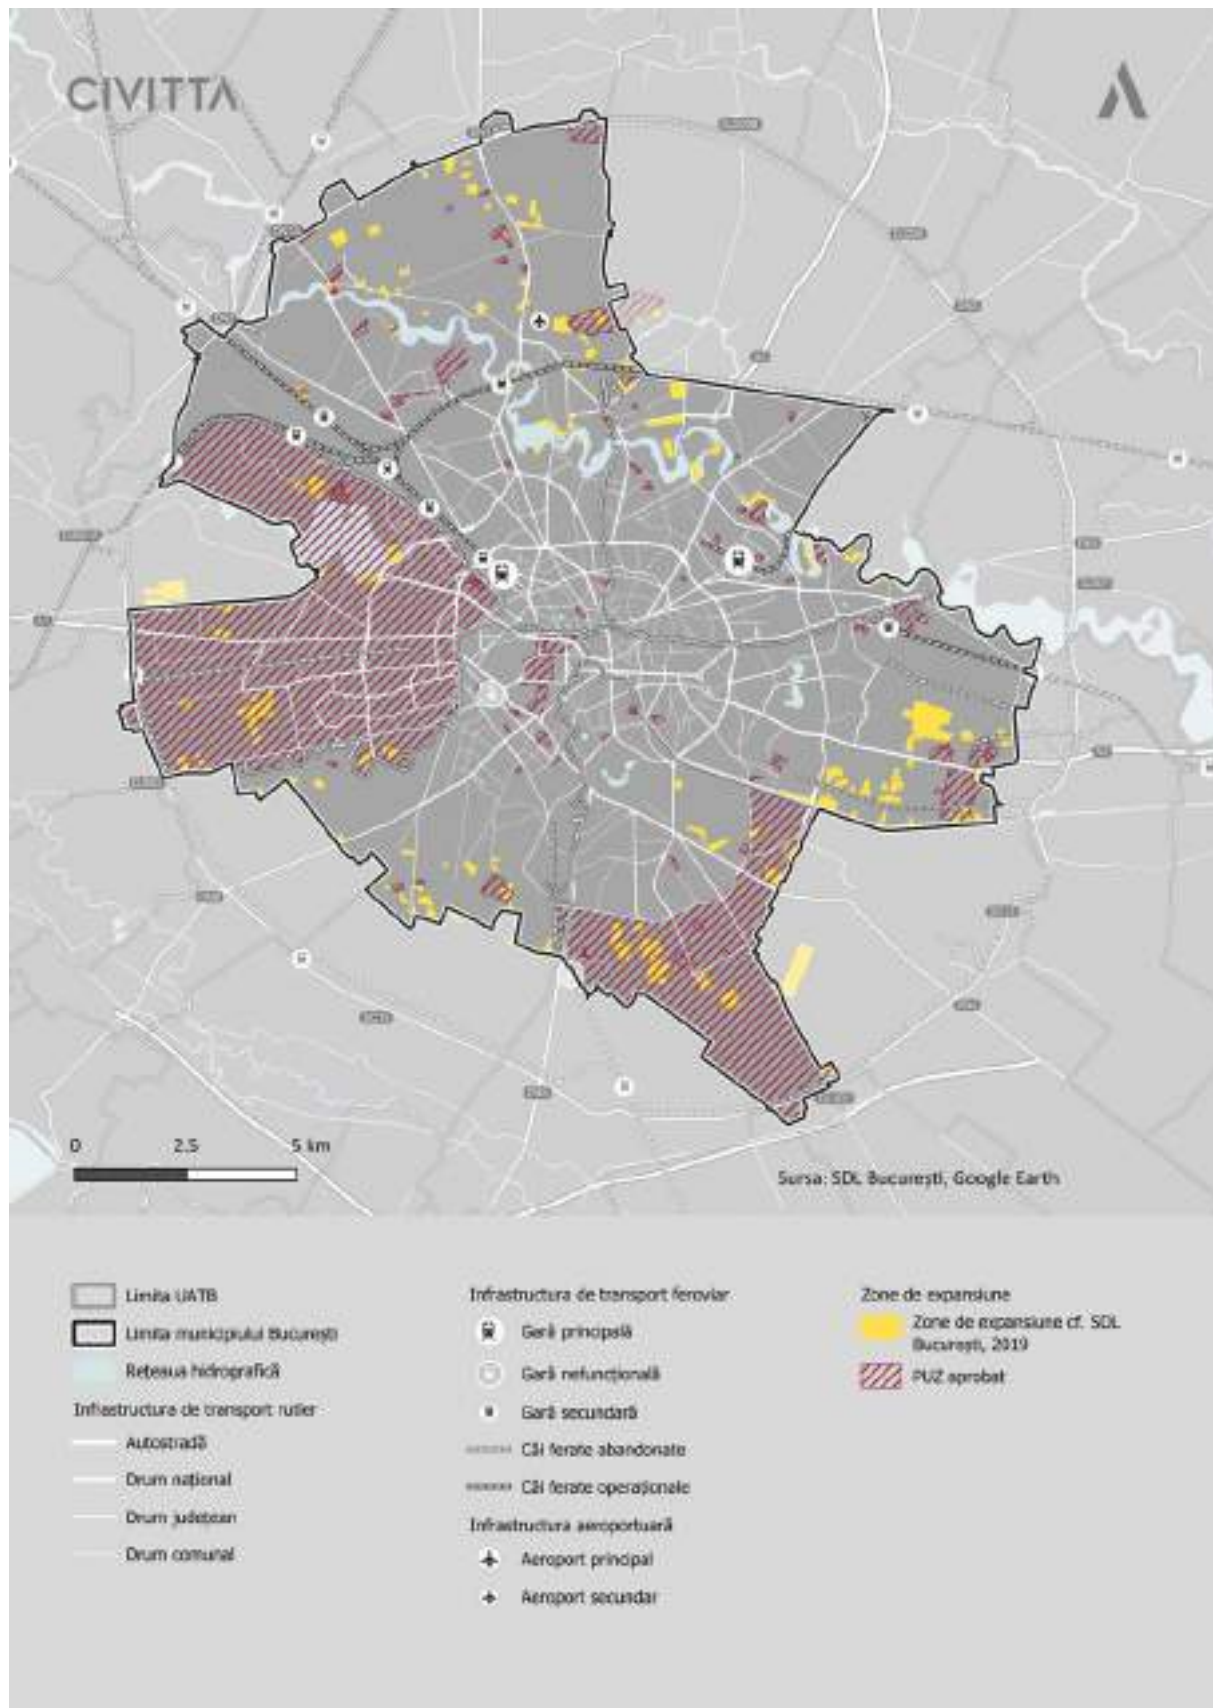 CIVITTA
0 2.5 5 km
Sursa: SDL București, Google Earth
Limita UATB
Limita municipiului București
Rețeaua hidrografică
Infrastructura de transport rutier
Autostradă
Drum național
Drum județean
Drum comunal
Infrastructura de transport feroviar
Gară principală
Gară nefuncțională
Gară secundară
Căi ferate abandonate
Căi ferate operaționale
Infrastructura aeroportuară
Aeroport principal
Aeroport secundar
Zone de expansiune
Zone de expansiune cf. SDL
București, 2019
PUZ aprobat